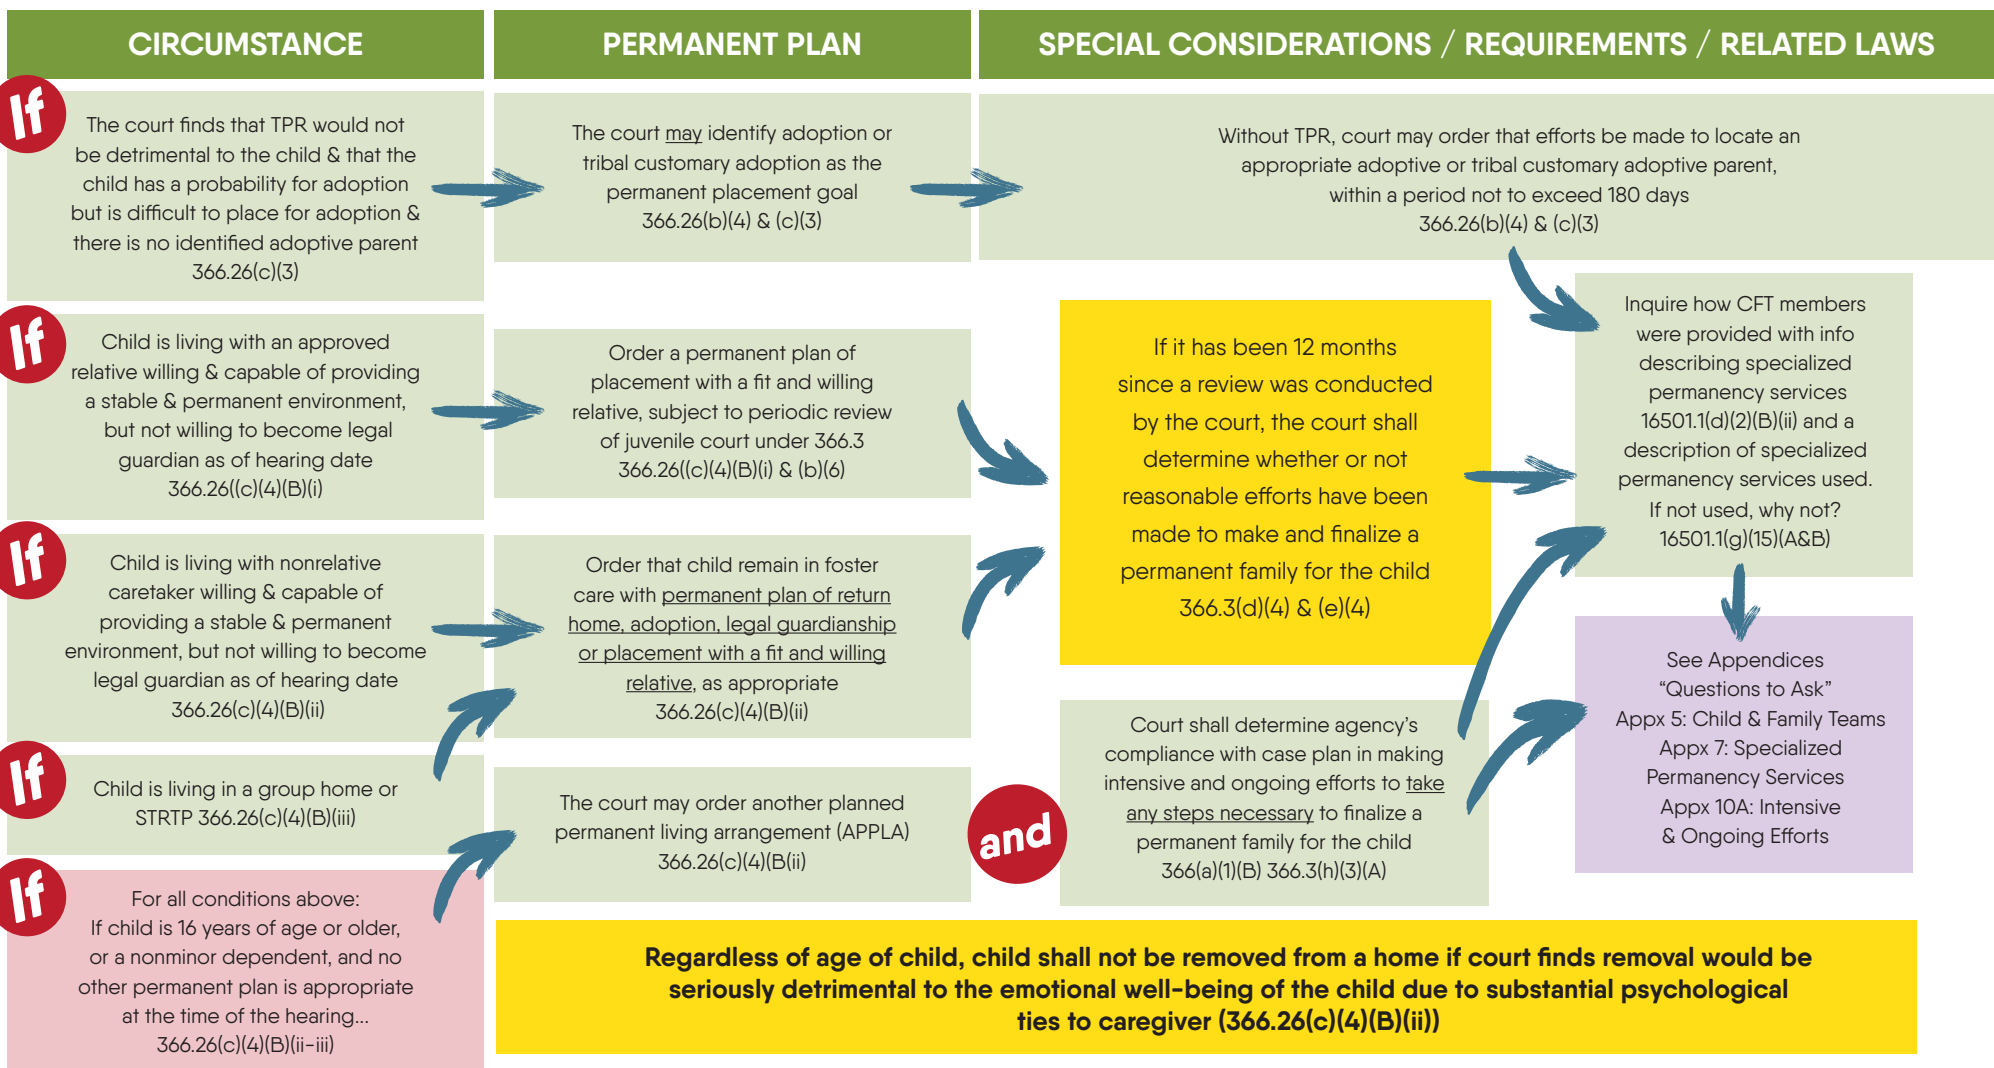 CIRCUMSTANCE
PERMANENT PLAN
SPECIAL CONSIDERATIONS / REQUIREMENTS / RELATED LAWS
If
The court finds that TPR would not
be detrimental to the child & that the
child has a probability for adoption
but is difficult to place for adoption &
there is no identified adoptive parent
366.26(c)(3)
The court may identify adoption or
tribal customary adoption as the
permanent placement goal
366.26(b)(4) & (c)(3)
Without TPR, court may order that efforts be made to locate an
appropriate adoptive or tribal customary adoptive parent,
within a period not to exceed 180 days
366.26(b)(4) & (c)(3)
If
Child is living with an approved
relative willing & capable of providing
a stable & permanent environment,
but not willing to become legal
guardian as of hearing date
366.26((c)(4)(B)(i)
Order a permanent plan of
placement with a fit and willing
relative, subject to periodic review
of juvenile court under 366.3
366.26((c)(4)(B)(i) & (b)(6)
If
Child is living with nonrelative
caretaker willing & capable of
providing a stable & permanent
environment, but not willing to become
legal guardian as of hearing date
366.26(c)(4)(B)(ii)
Order that child remain in foster
care with permanent plan of return
home, adoption, legal guardianship
or placement with a fit and willing
relative, as appropriate
366.26(c)(4)(B)(ii)
If
Child is living in a group home or
STRTP 366.26(c)(4)(B)(iii)
If
For all conditions above:
If child is 16 years of age or older,
or a nonminor dependent, and no
other permanent plan is appropriate
at the time of the hearing...
366.26(c)(4)(B)(ii-iii)
The court may order another planned
permanent living arrangement (APPLA)
366.26(c)(4)(B(ii)
If it has been 12 months
since a review was conducted
by the court, the court shall
determine whether or not
reasonable efforts have been
made to make and finalize a
permanent family for the child
366.3(d)(4) & (e)(4)
and
Court shall determine agency's
compliance with case plan in making
intensive and ongoing efforts to take
any steps necessary to finalize a
permanent family for the child
366(a)(1)(B) 366.3(h)(3)(A)
Inquire how CFT members
were provided with info
describing specialized
permanency services
16501.1(d)(2)(B)(ii) and a
description of specialized
permanency services used.
If not used, why not?
16501.1(g)(15)(A&B)
See Appendices
“Questions to Ask”
Appx 5: Child & Family Teams
Appx 7: Specialized
Permanency Services
Appx 10A: Intensive
& Ongoing Efforts
Regardless of age of child, child shall not be removed from a home if court finds removal would be
seriously detrimental to the emotional well-being of the child due to substantial psychological
ties to caregiver (366.26(c)(4)(B)(ii))